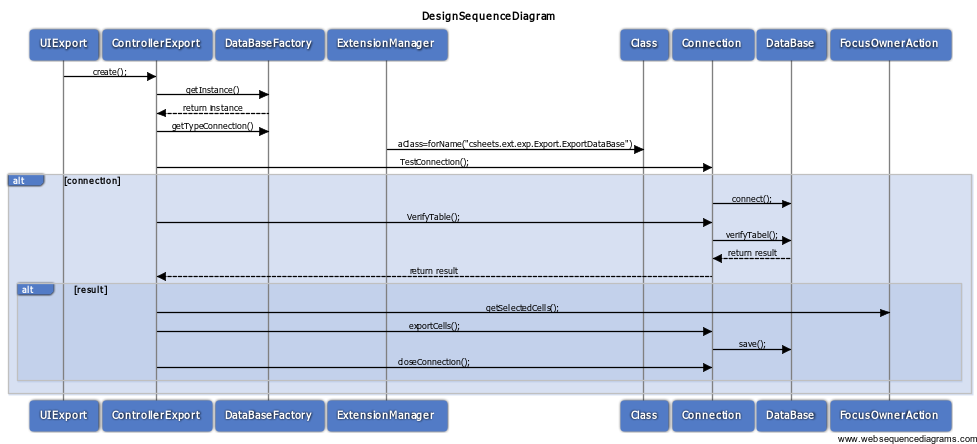 DesignSequenceDiagram
UIExport ControllerExport DataBaseFactory ExtensionManager Class Connection DataBase FocusOwnerAction
create();
getInstance()
return instance
getTypeConnection()
aClass=forName("csheets.ext.exp.Export.ExportDataBase")
TestConnection();
alt [connection]
connect();
VerifyTable();
verifyTabel();
return result
return result
alt [result]
getSelectedCells();
exportCells();
save();
closeConnection();
UIExport ControllerExport DataBaseFactory ExtensionManager Class Connection DataBase FocusOwnerAction
www.websequencediagrams.com